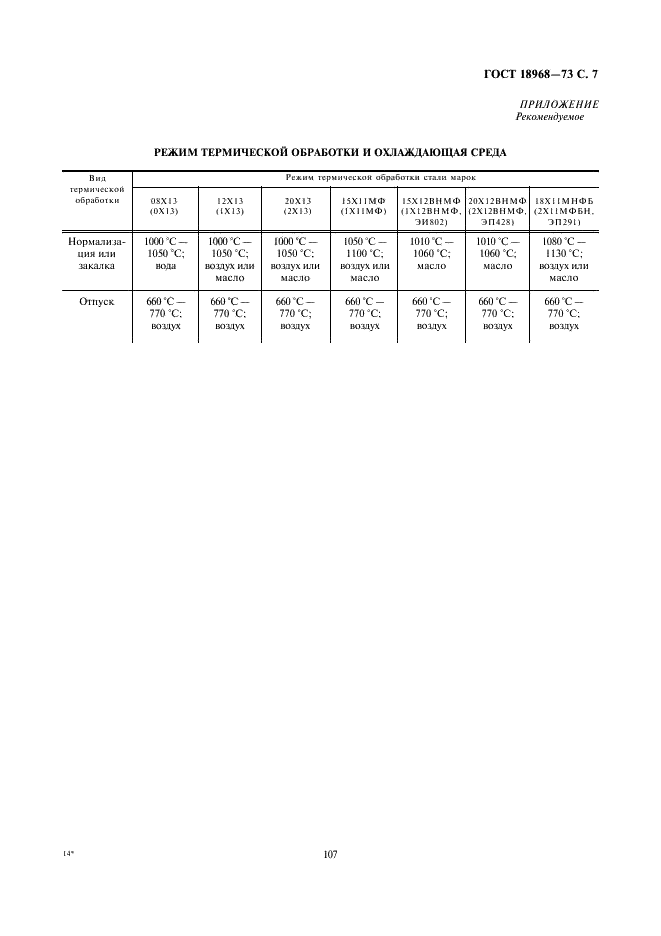 ГОСТ 18968—73 С. 7
ПРИЛОЖЕНИЕ
Рекомендуемое
РЕЖИМ ТЕРМИЧЕСКОЙ ОБРАБОТКИ И ОХЛАЖДАЮЩАЯ СРЕДА
Вид термической обработки
Режим термической обработки стали марок
08Х13 (0Х13)
12Х13 (1Х13)
20Х13 (2Х13)
15Х11МФ (1Х11МФ)
15Х12ВНМФ (1Х12ВНМФ, ЭИ802)
20Х12ВНМФ (2Х12ВНМФ, ЭП428)
18Х11МНФБ (2Х11МФБН, ЭП291)
Нормализа-
ция или
закалка
1000 °С — 1050 °С; вода
1000 °С — 1050 °С; воздух или масло
1000 °С — 1050 °С; воздух или масло
1050 °С — 1100 °С; воздух или масло
1010 °С — 1060 °С; масло
1010 °С — 1060 °С; масло
1080 °С — 1130 °С; воздух или масло
Отпуск
660 °С — 770 °С; воздух
660 °С — 770 °С; воздух
660 °С — 770 °С; воздух
660 °С — 770 °С; воздух
660 °С — 770 °С; воздух
660 °С — 770 °С; воздух
660 °С — 770 °С; воздух
14*
107